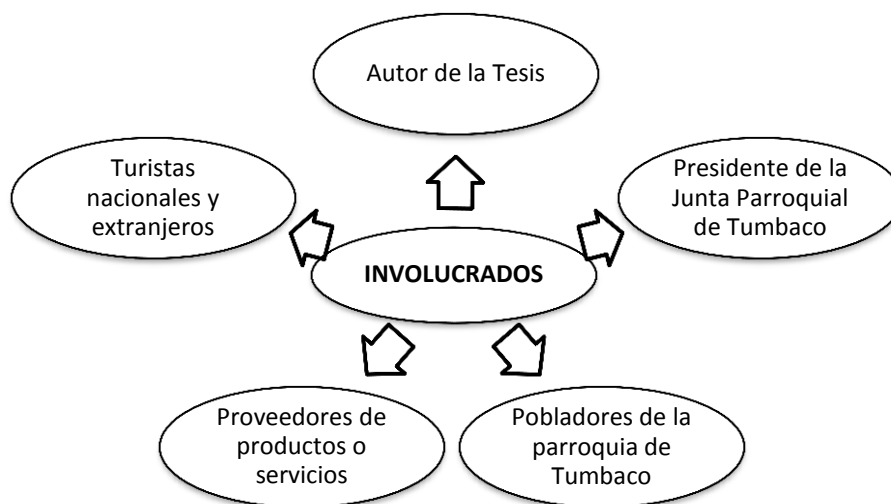 Autor de la Tesis
Turistas
nacionales y
extranjeros
Presidente de la
Junta Parroquial
de Tumbaco
INVOLUCRADOS
Proveedores de
productos o
servicios
Pobladores de la
parroquia de
Tumbaco